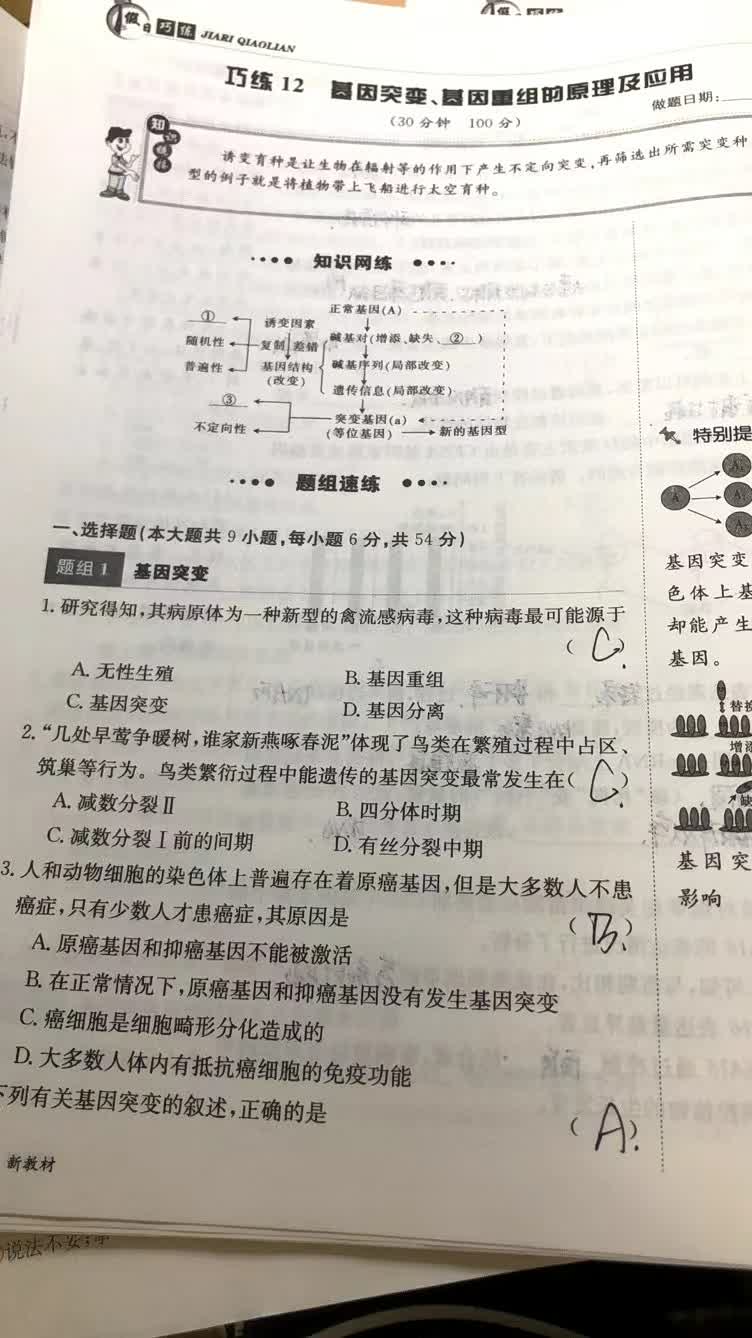 假日巧练 JIARI QIAOLIAN
巧练12 基因突变、基因重组的原理及应用
(30分钟 100分)
做题日期:
知识
诱变育种是让生物在辐射等的作用下产生不定向突变,再筛选出所需突变种
型的例子就是将植物带上飞船进行太空育种。
知识网练
正常基因(A)
①
诱变因素
碱基对(增添、缺失、②)
随机性
复制 差错
普遍性
基因结构
(改变)
碱基序列(局部改变)
遗传信息(局部改变)
③
突变基因(a)
不定向性
(等位基因)
新的基因型
题组速练
一、选择题(本大题共9小题,每小题6分,共54分)
题组1 基因突变
1.研究得知,其病原体为一种新型的禽流感病毒,这种病毒最可能源于
(C.)
A.无性生殖 B.基因重组
C.基因突变 D.基因分离
2.“几处早莺争暖树,谁家新燕啄春泥”体现了鸟类在繁殖过程中占区、
筑巢等行为。鸟类繁衍过程中能遗传的基因突变最常发生在(C.)
A.减数分裂Ⅱ B.四分体时期
C.减数分裂Ⅰ前的间期 D.有丝分裂中期
3.人和动物细胞的染色体上普遍存在着原癌基因,但是大多数人不患
癌症,只有少数人才患癌症,其原因是 (B.)
A.原癌基因和抑癌基因不能被激活
B.在正常情况下,原癌基因和抑癌基因没有发生基因突变
C.癌细胞是细胞畸形分化造成的
D.大多数人体内有抵抗癌细胞的免疫功能
下列有关基因突变的叙述,正确的是 (A.)
新教材
特别提
A
基因突变
色体上基
却能产生
基因。
替换
增添
缺
基因突
影响